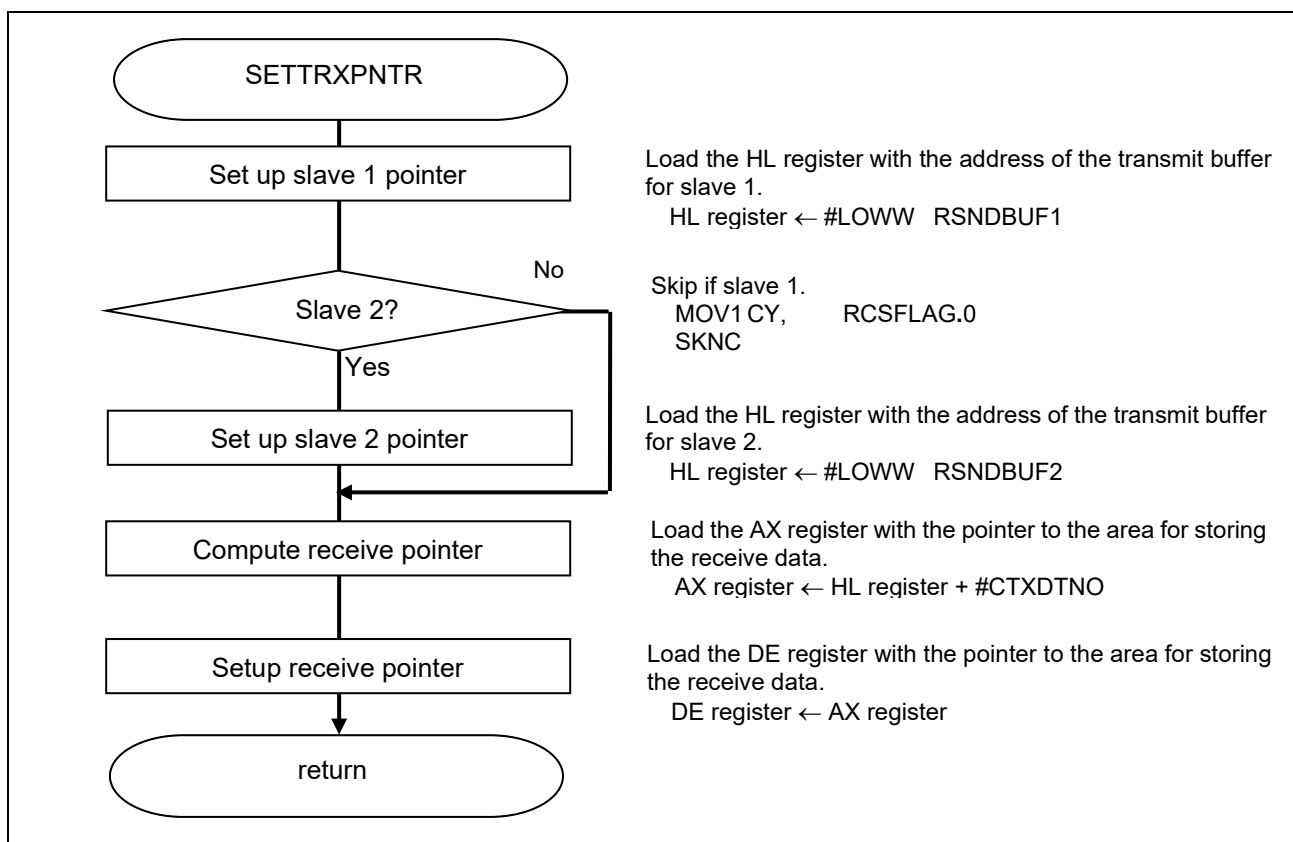 SETTRXPNTR
Set up slave 1 pointer
Load the HL register with the address of the transmit buffer
for slave 1.
HL register ← #LOWW RSNDBUF1
No
Slave 2?
Skip if slave 1.
MOV1 CY, RCSFLAG.0
SKNC
Yes
Set up slave 2 pointer
Load the HL register with the address of the transmit buffer
for slave 2.
HL register ← #LOWW RSNDBUF2
Compute receive pointer
Load the AX register with the pointer to the area for storing
the receive data.
AX register ← HL register + #CTXDTNO
Setup receive pointer
Load the DE register with the pointer to the area for storing
the receive data.
DE register ← AX register
return